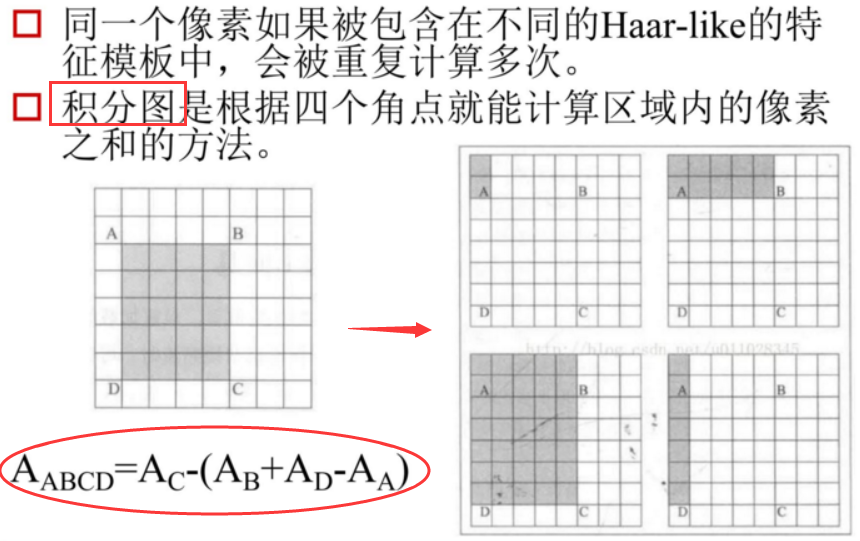 同一个像素如果被包含在不同的Haar-like的特
征模板中，会被重复计算多次。
积分图是根据四个角点就能计算区域内的像素
之和的方法。
A B
D C
A B
D C
A B
D C
http://blog.csdn.net/u011028345
A B
D C
A B
D C
A_ABCD=A_C-(A_B+A_D-A_A)